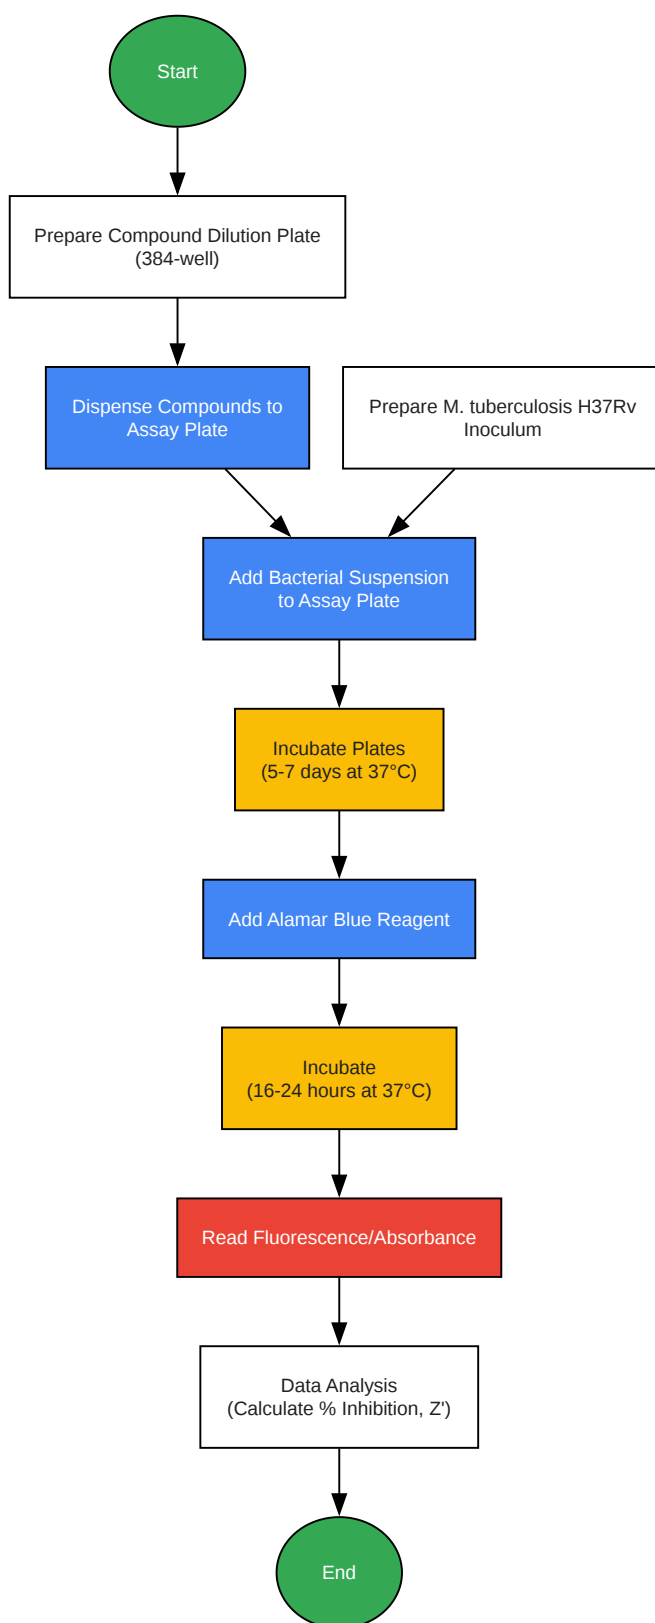 Start
Prepare Compound Dilution Plate
(384-well)
Dispense Compounds to
Assay Plate
Prepare M. tuberculosis H37Rv
Inoculum
Add Bacterial Suspension
to Assay Plate
Incubate Plates
(5-7 days at 37°C)
Add Alamar Blue Reagent
Incubate
(16-24 hours at 37°C)
Read Fluorescence/Absorbance
Data Analysis
(Calculate % Inhibition, Z')
End